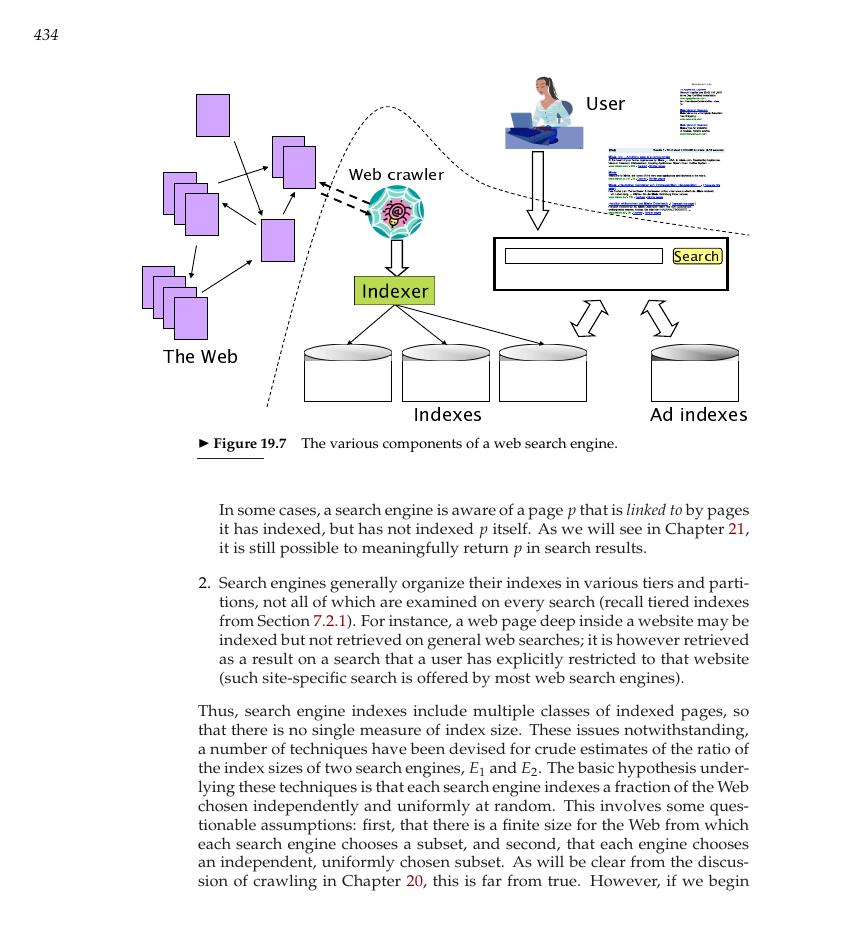 434
User
Web crawler
Search
Indexer
The Web
Indexes
Ad indexes
► Figure 19.7 The various components of a web search engine.
In some cases, a search engine is aware of a page p that is linked to by pages
it has indexed, but has not indexed p itself. As we will see in Chapter 21,
it is still possible to meaningfully return p in search results.
2. Search engines generally organize their indexes in various tiers and parti-
tions, not all of which are examined on every search (recall tiered indexes
from Section 7.2.1). For instance, a web page deep inside a website may be
indexed but not retrieved on general web searches; it is however retrieved
as a result on a search that a user has explicitly restricted to that website
(such site-specific search is offered by most web search engines).
Thus, search engine indexes include multiple classes of indexed pages, so
that there is no single measure of index size. These issues notwithstanding,
a number of techniques have been devised for crude estimates of the ratio of
the index sizes of two search engines, E1 and E2. The basic hypothesis under-
lying these techniques is that each search engine indexes a fraction of the Web
chosen independently and uniformly at random. This involves some ques-
tionable assumptions: first, that there is a finite size for the Web from which
each search engine chooses a subset, and second, that each engine chooses
an independent, uniformly chosen subset. As will be clear from the discus-
sion of crawling in Chapter 20, this is far from true. However, if we begin